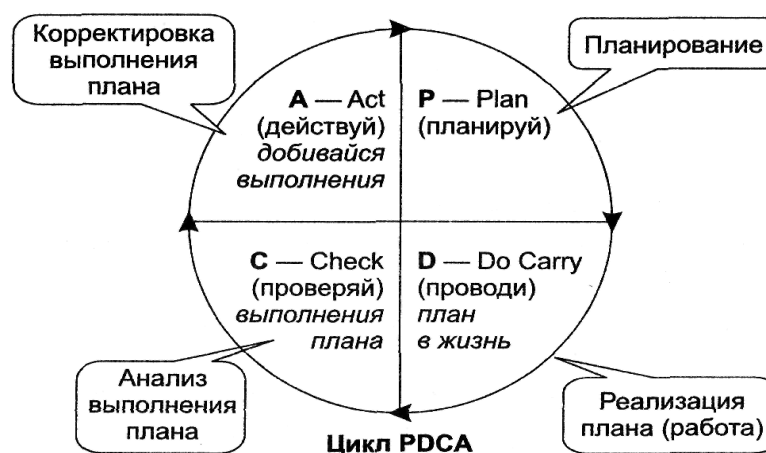 Корректировка
выполнения
плана
Планирование
A — Act
(действуй)
добивайся
выполнения
P — Plan
(планируй)
C — Check
(проверяй)
выполнения
плана
D — Do Carry
(проводи)
план
в жизнь
Анализ
выполнения
плана
Реализация
плана (работа)
Цикл PDCA